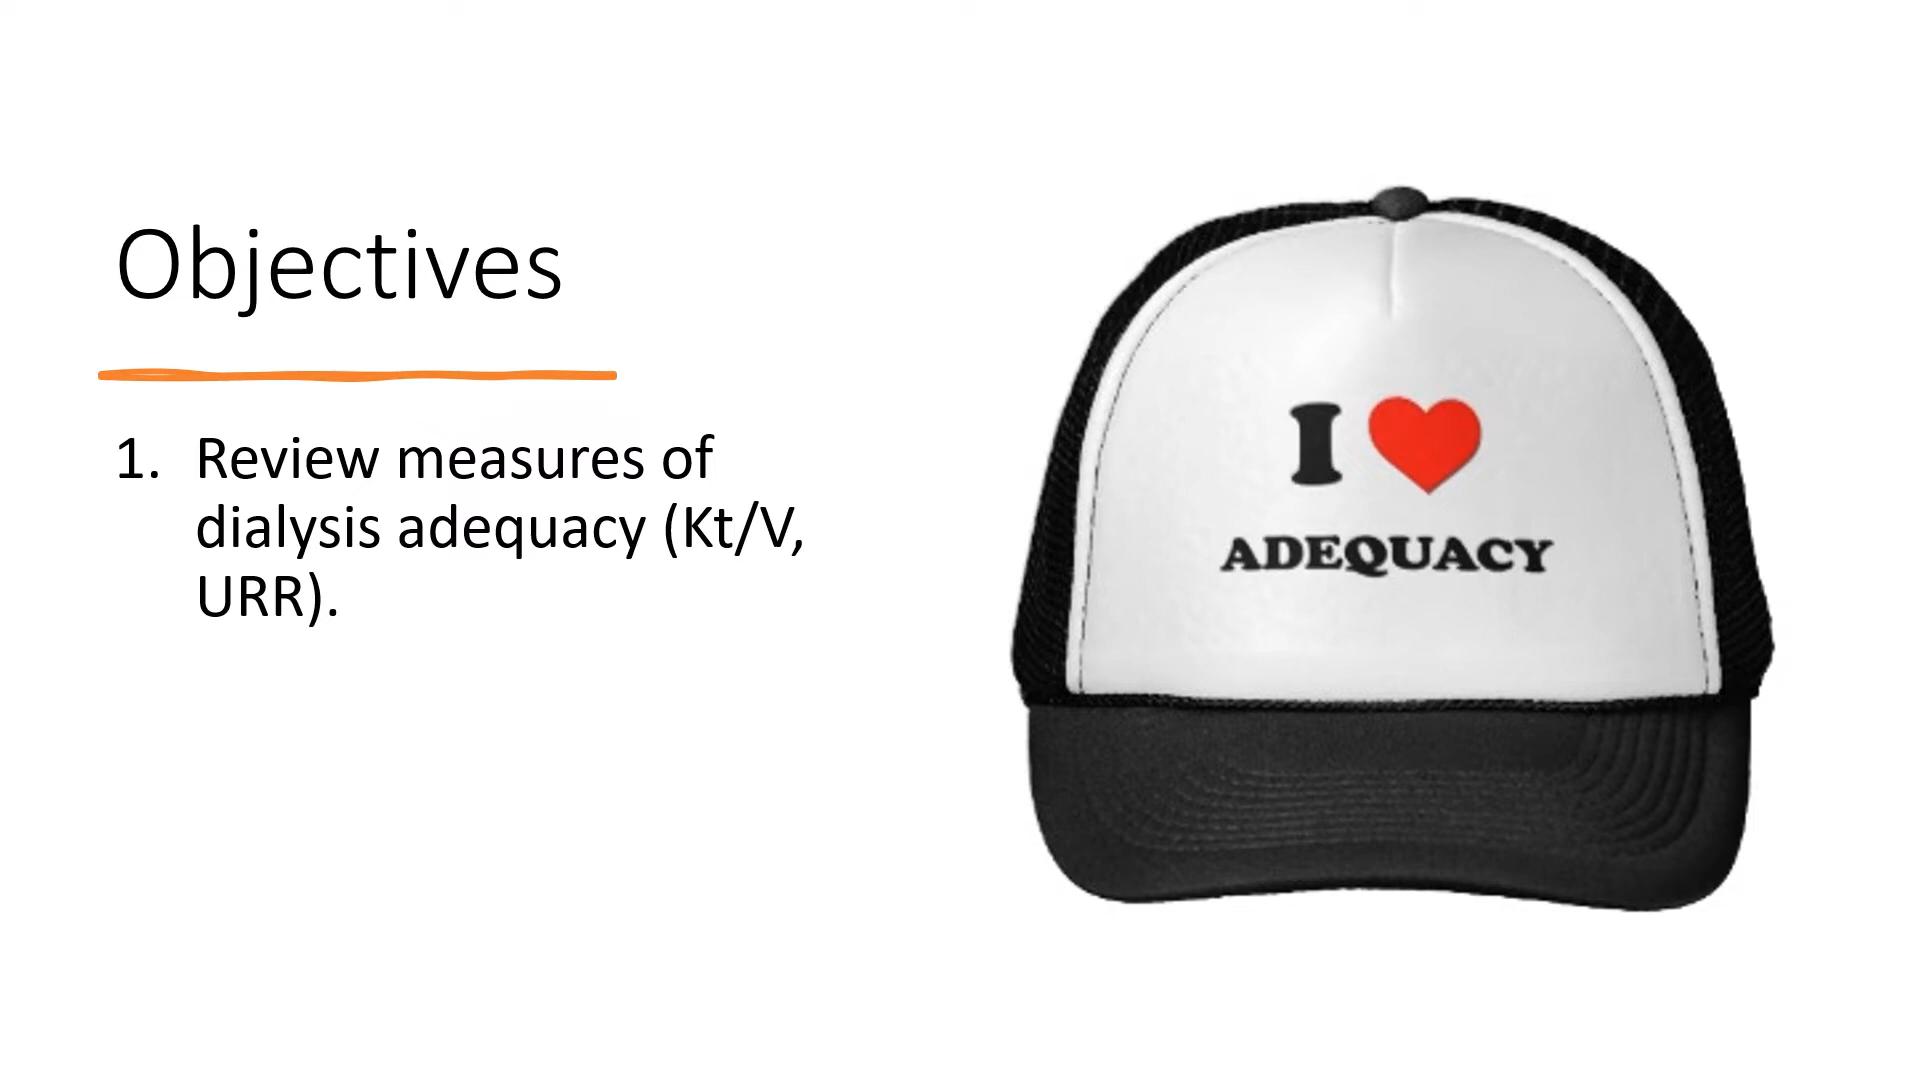 Objectives
1. Review measures of
dialysis adequacy (Kt/V,
URR).
I ❤
ADEQUACY